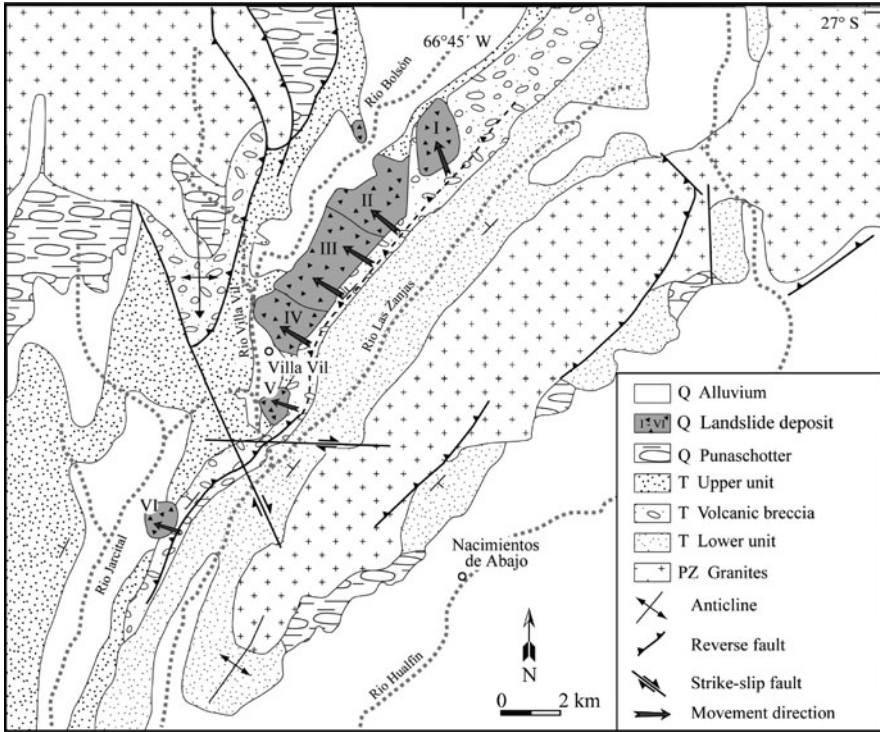 27° S
66°45´ W
Río Bolsón
I
II
III
IV
Río Villa Vil
Río Las Zanjas
Villa Vil
V
VI
Río Jarcital
Nacimientos
de Abajo
Río Hualfín
N
0 2 km
Q Alluvium
I-VI Q Landslide deposit
Q Punaschotter
T Upper unit
T Volcanic breccia
T Lower unit
PZ Granites
Anticline
Reverse fault
Strike-slip fault
Movement direction